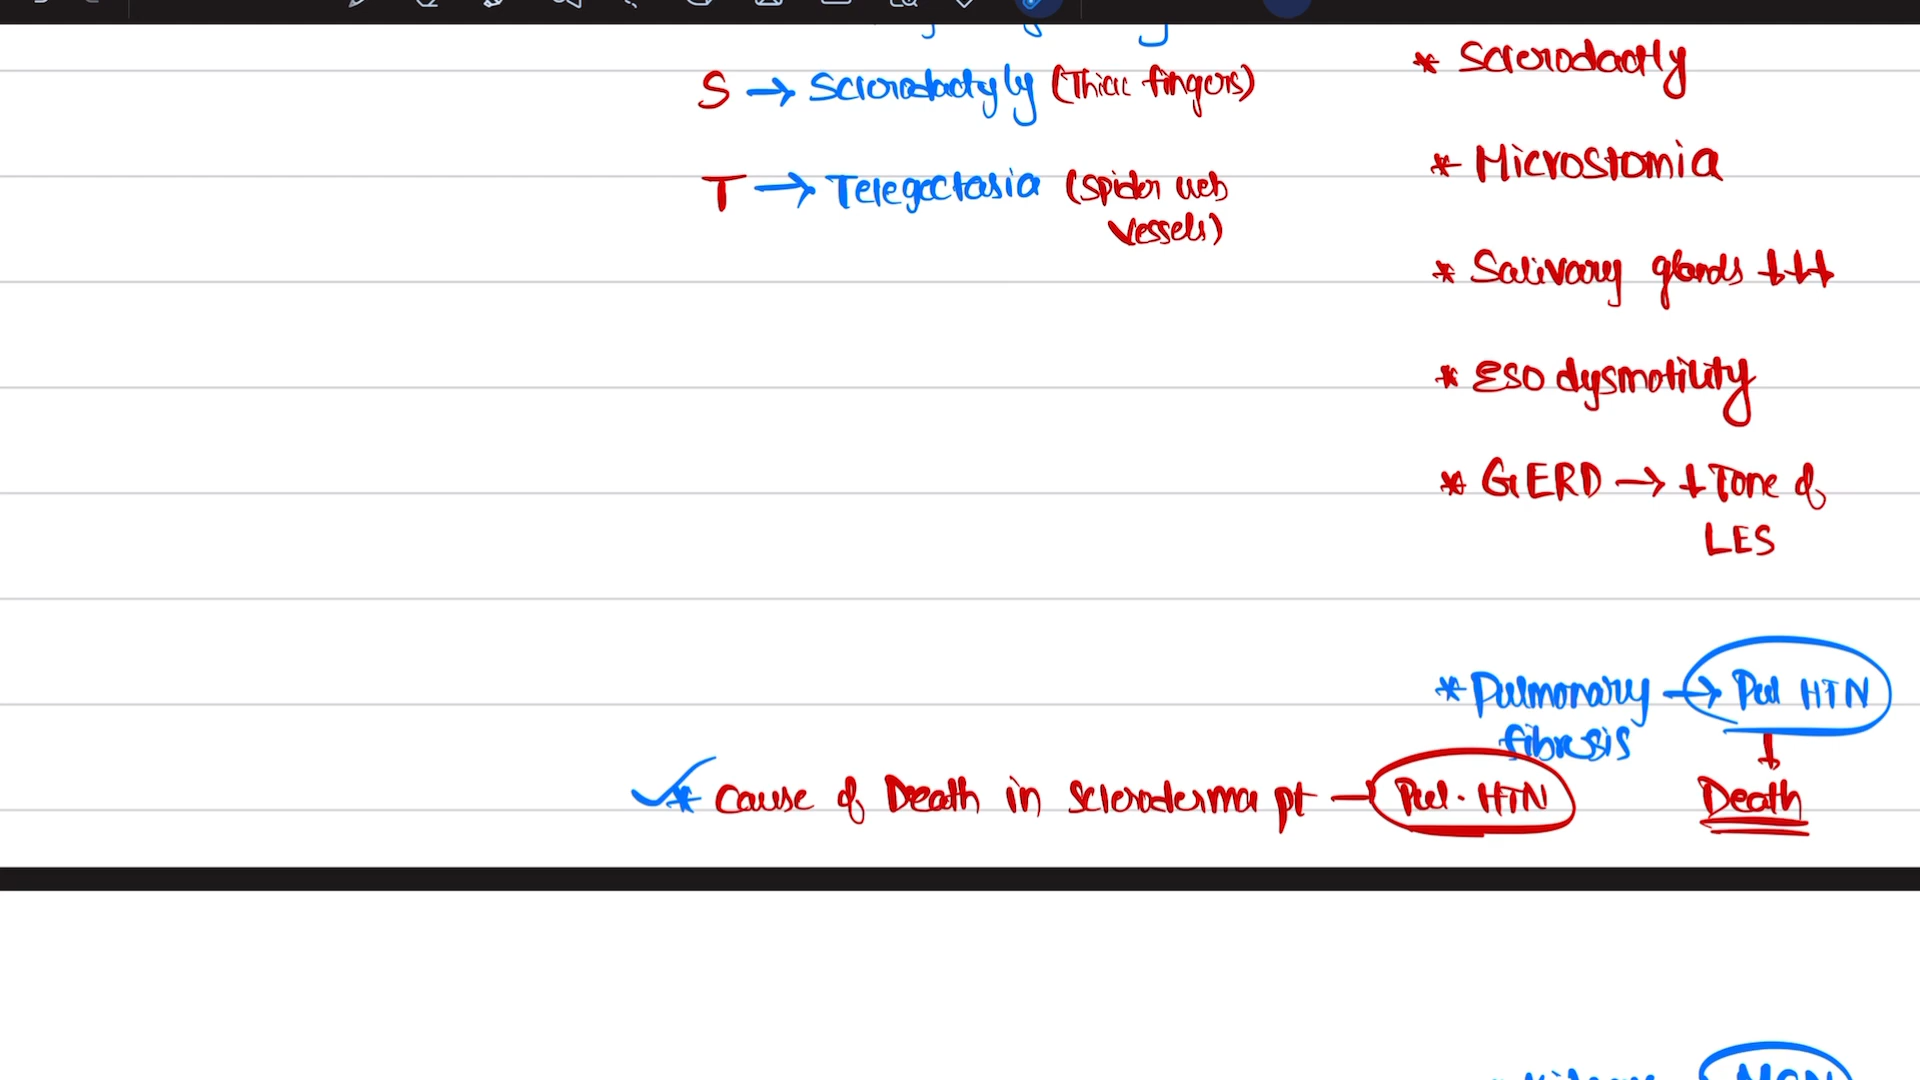 S → Sclerodactyly (Thick fingers)
T → Telegectasia (spider web
vessels)
* Sclerodactly
* Microstomia
* Salivary glands ↓↓↓
* Eso dysmotility
* GERD → ↓ Tone of
LES
* Pulmonary → Pul HTN
fibrosis
↓
Death
* Cause of Death in scleroderma pt — Pul. HTN